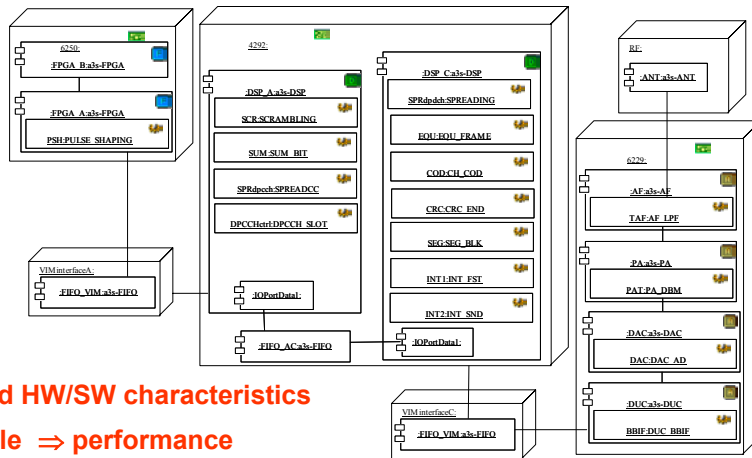 6250:
:FPGA_B:a3s-FPGA
:FPGA_A:a3s-FPGA
PSH:PULSE_SHAPING
VIMinterfaceA:
:FIFO_VIM:a3s-FIFO
4292:
:DSP_A:a3s-DSP
SCR:SCRAMBLING
SUM:SUM_BIT
SPRdpcch:SPREADCC
DPCCHctrl:DPCCH_SLOT
:IOPortData1:
:FIFO_AC:a3s-FIFO
:DSP_C:a3s-DSP
SPRdpdch:SPREADING
EQU:EQU_FRAME
COD:CH_COD
CRC:CRC_END
SEG:SEG_BLK
INT1:INT_FST
INT2:INT_SND
:IOPortData1:
VIMinterfaceC:
:FIFO_VIM:a3s-FIFO
RF:
:ANT:a3s-ANT
6229:
:AF:a3s-AF
TAF:AF_LPF
:PA:a3s-PA
PAT:PA_DBM
:DAC:a3s-DAC
DAC:DAC_AD
:DUC:a3s-DUC
BBIF:DUC_BBIF
d HW/SW characteristics
le ⇒ performance